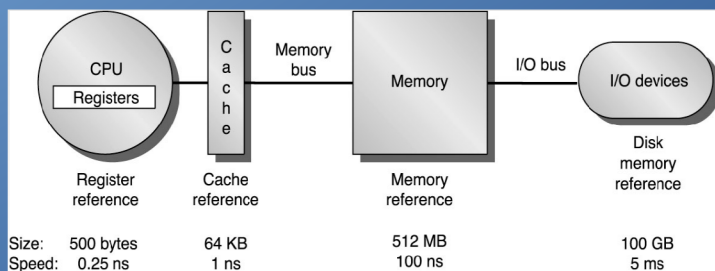 CPU
Registers
Cache
Memory
bus
Memory
I/O bus
I/O devices
Register
reference
Cache
reference
Memory
reference
Disk
memory
reference
Size: 500 bytes 64 KB 512 MB 100 GB
Speed: 0.25 ns 1 ns 100 ns 5 ms